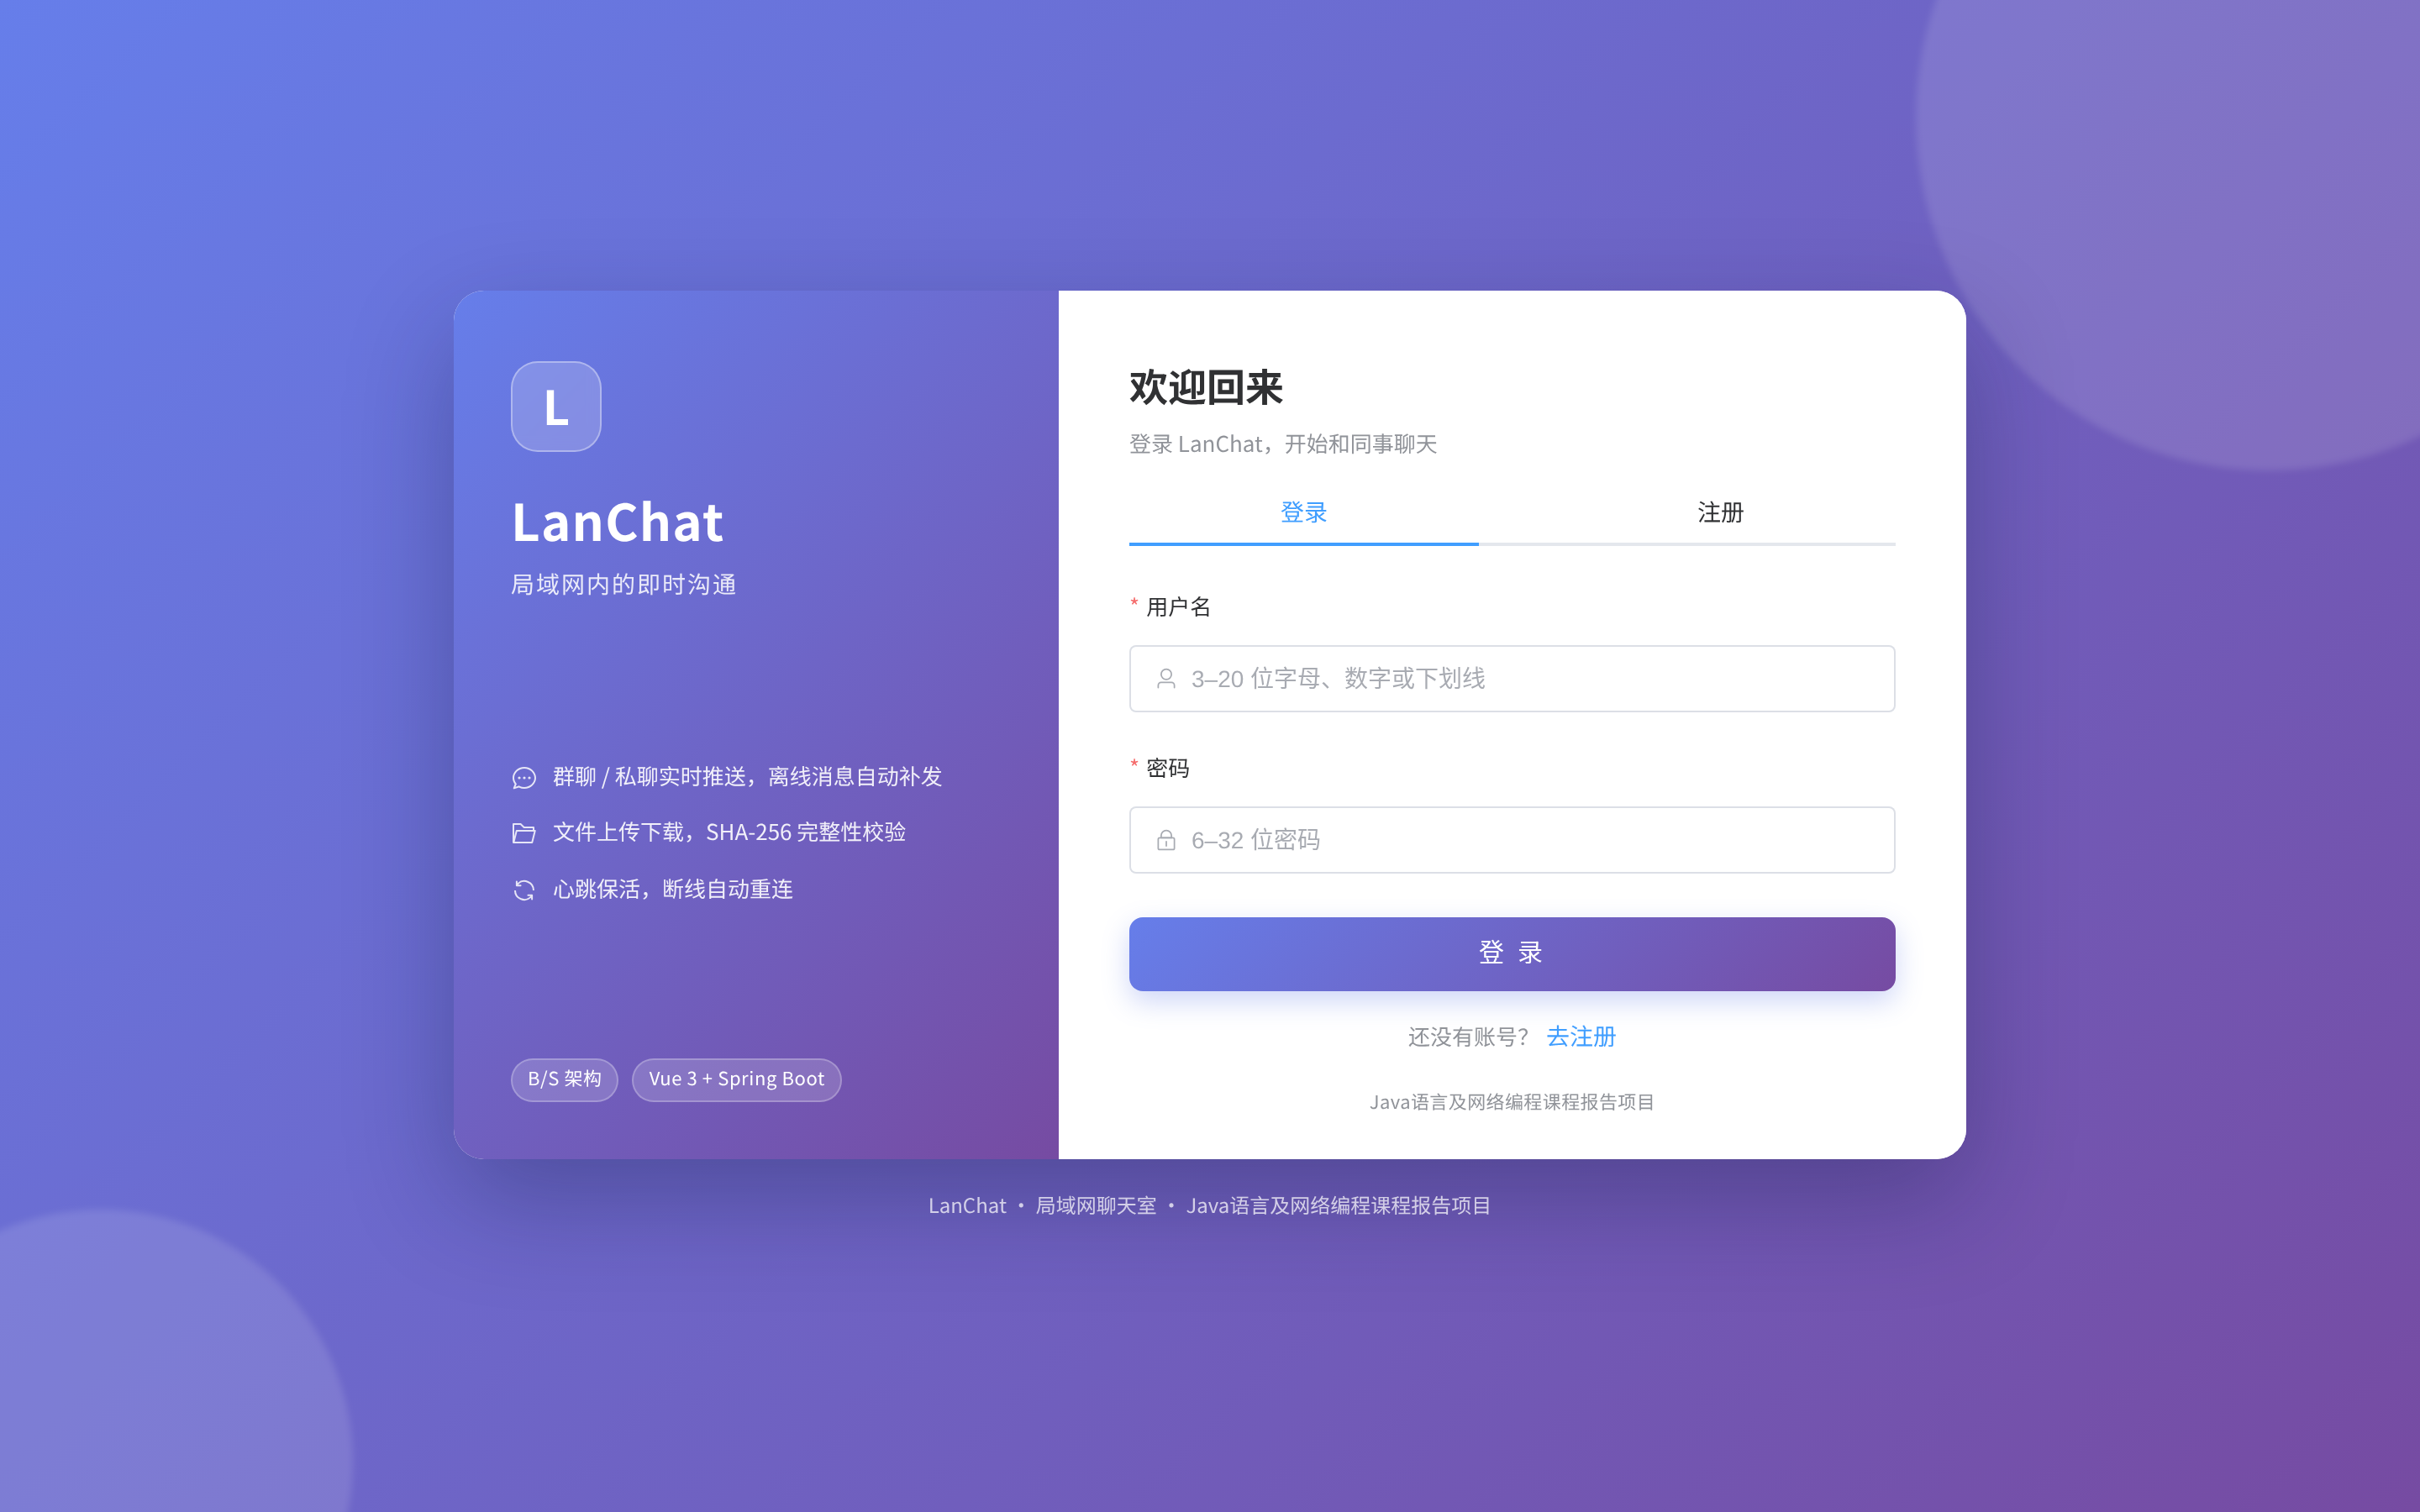 L
LanChat
局域网内的即时沟通
群聊 / 私聊实时推送，离线消息自动补发
文件上传下载，SHA-256 完整性校验
心跳保活，断线自动重连
B/S 架构
Vue 3 + Spring Boot
欢迎回来
登录 LanChat，开始和同事聊天
登录
注册
* 用户名
3–20 位字母、数字或下划线
* 密码
6–32 位密码
登 录
还没有账号？ 去注册
Java语言及网络编程课程报告项目
LanChat • 局域网聊天室 • Java语言及网络编程课程报告项目